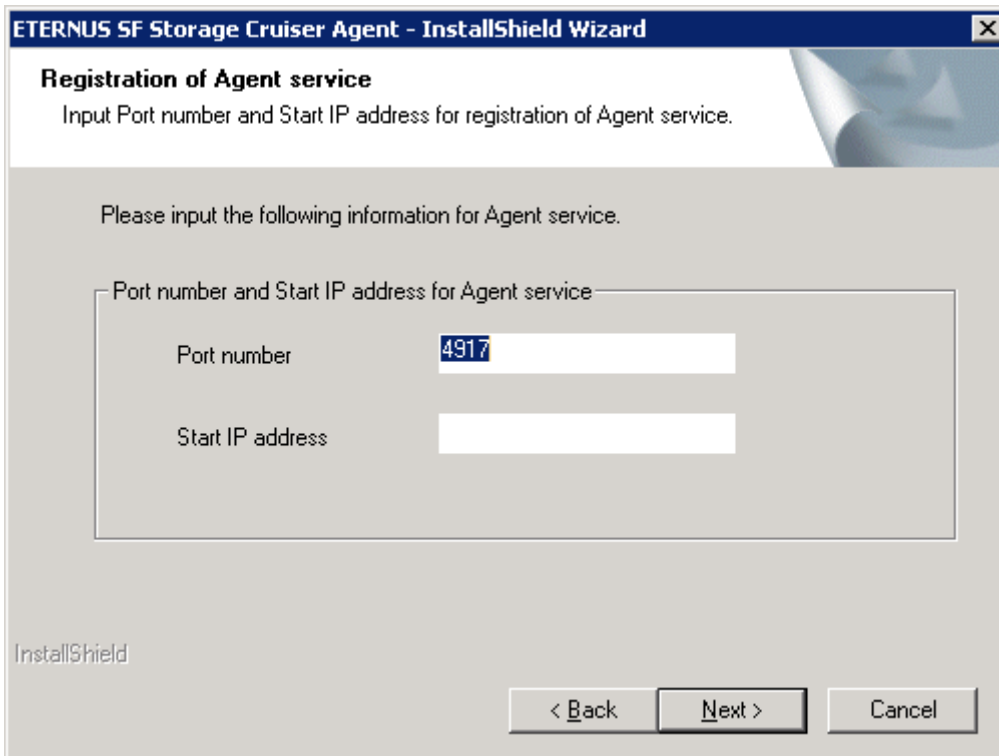 ETERNUS SF Storage Cruiser Agent - InstallShield Wizard
Registration of Agent service
Input Port number and Start IP address for registration of Agent service.
Please input the following information for Agent service.
Port number and Start IP address for Agent service
Port number 4917
Start IP address
InstallShield
< Back Next > Cancel